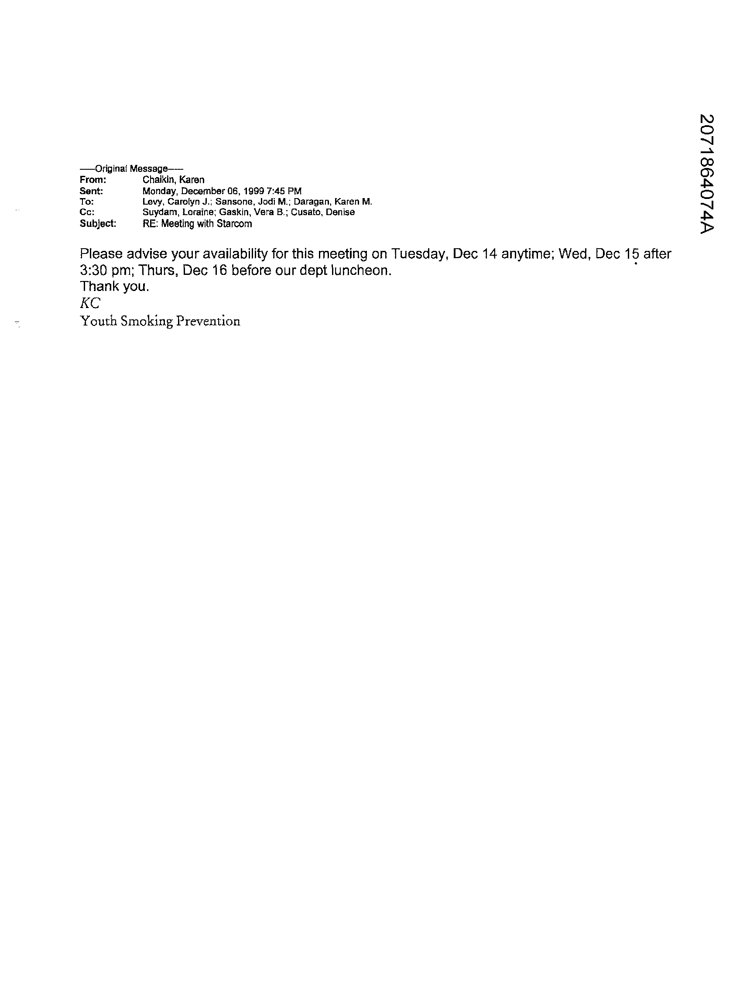 -----Original Message-----
From: Chaikin, Karen
Sent: Monday, December 06, 1999 7:45 PM
To: Levy, Carolyn J.; Sansone, Jodi M.; Daragan, Karen M.
Cc: Suydam, Loraine; Gaskin, Vera B.; Cusato, Denise
Subject: RE: Meeting with Starcom
Please advise your availability for this meeting on Tuesday, Dec 14 anytime; Wed, Dec 15 after
3:30 pm; Thurs, Dec 16 before our dept luncheon.
Thank you.
KC
Youth Smoking Prevention
2071864074A